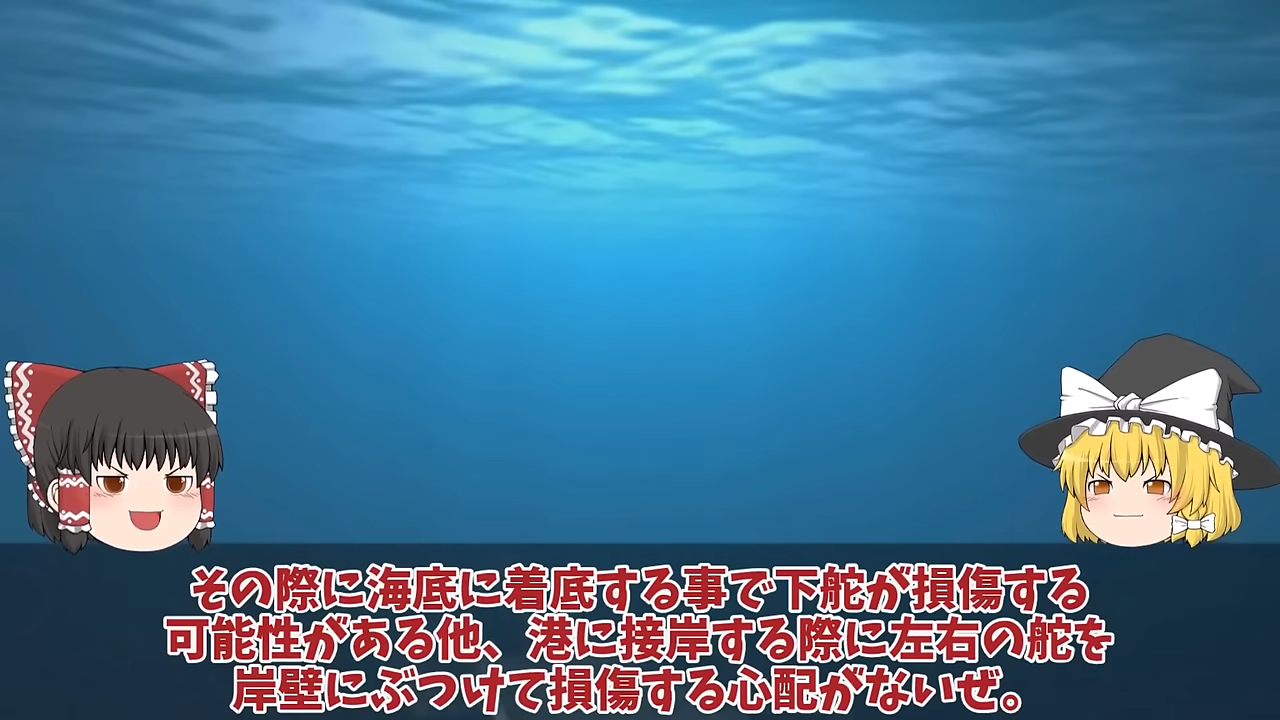 その際に海底に着底する事で下舵が損傷する
可能性がある他、港に接岸する際に左右の舵を
岸壁にぶつけて損傷する心配がないぜ。